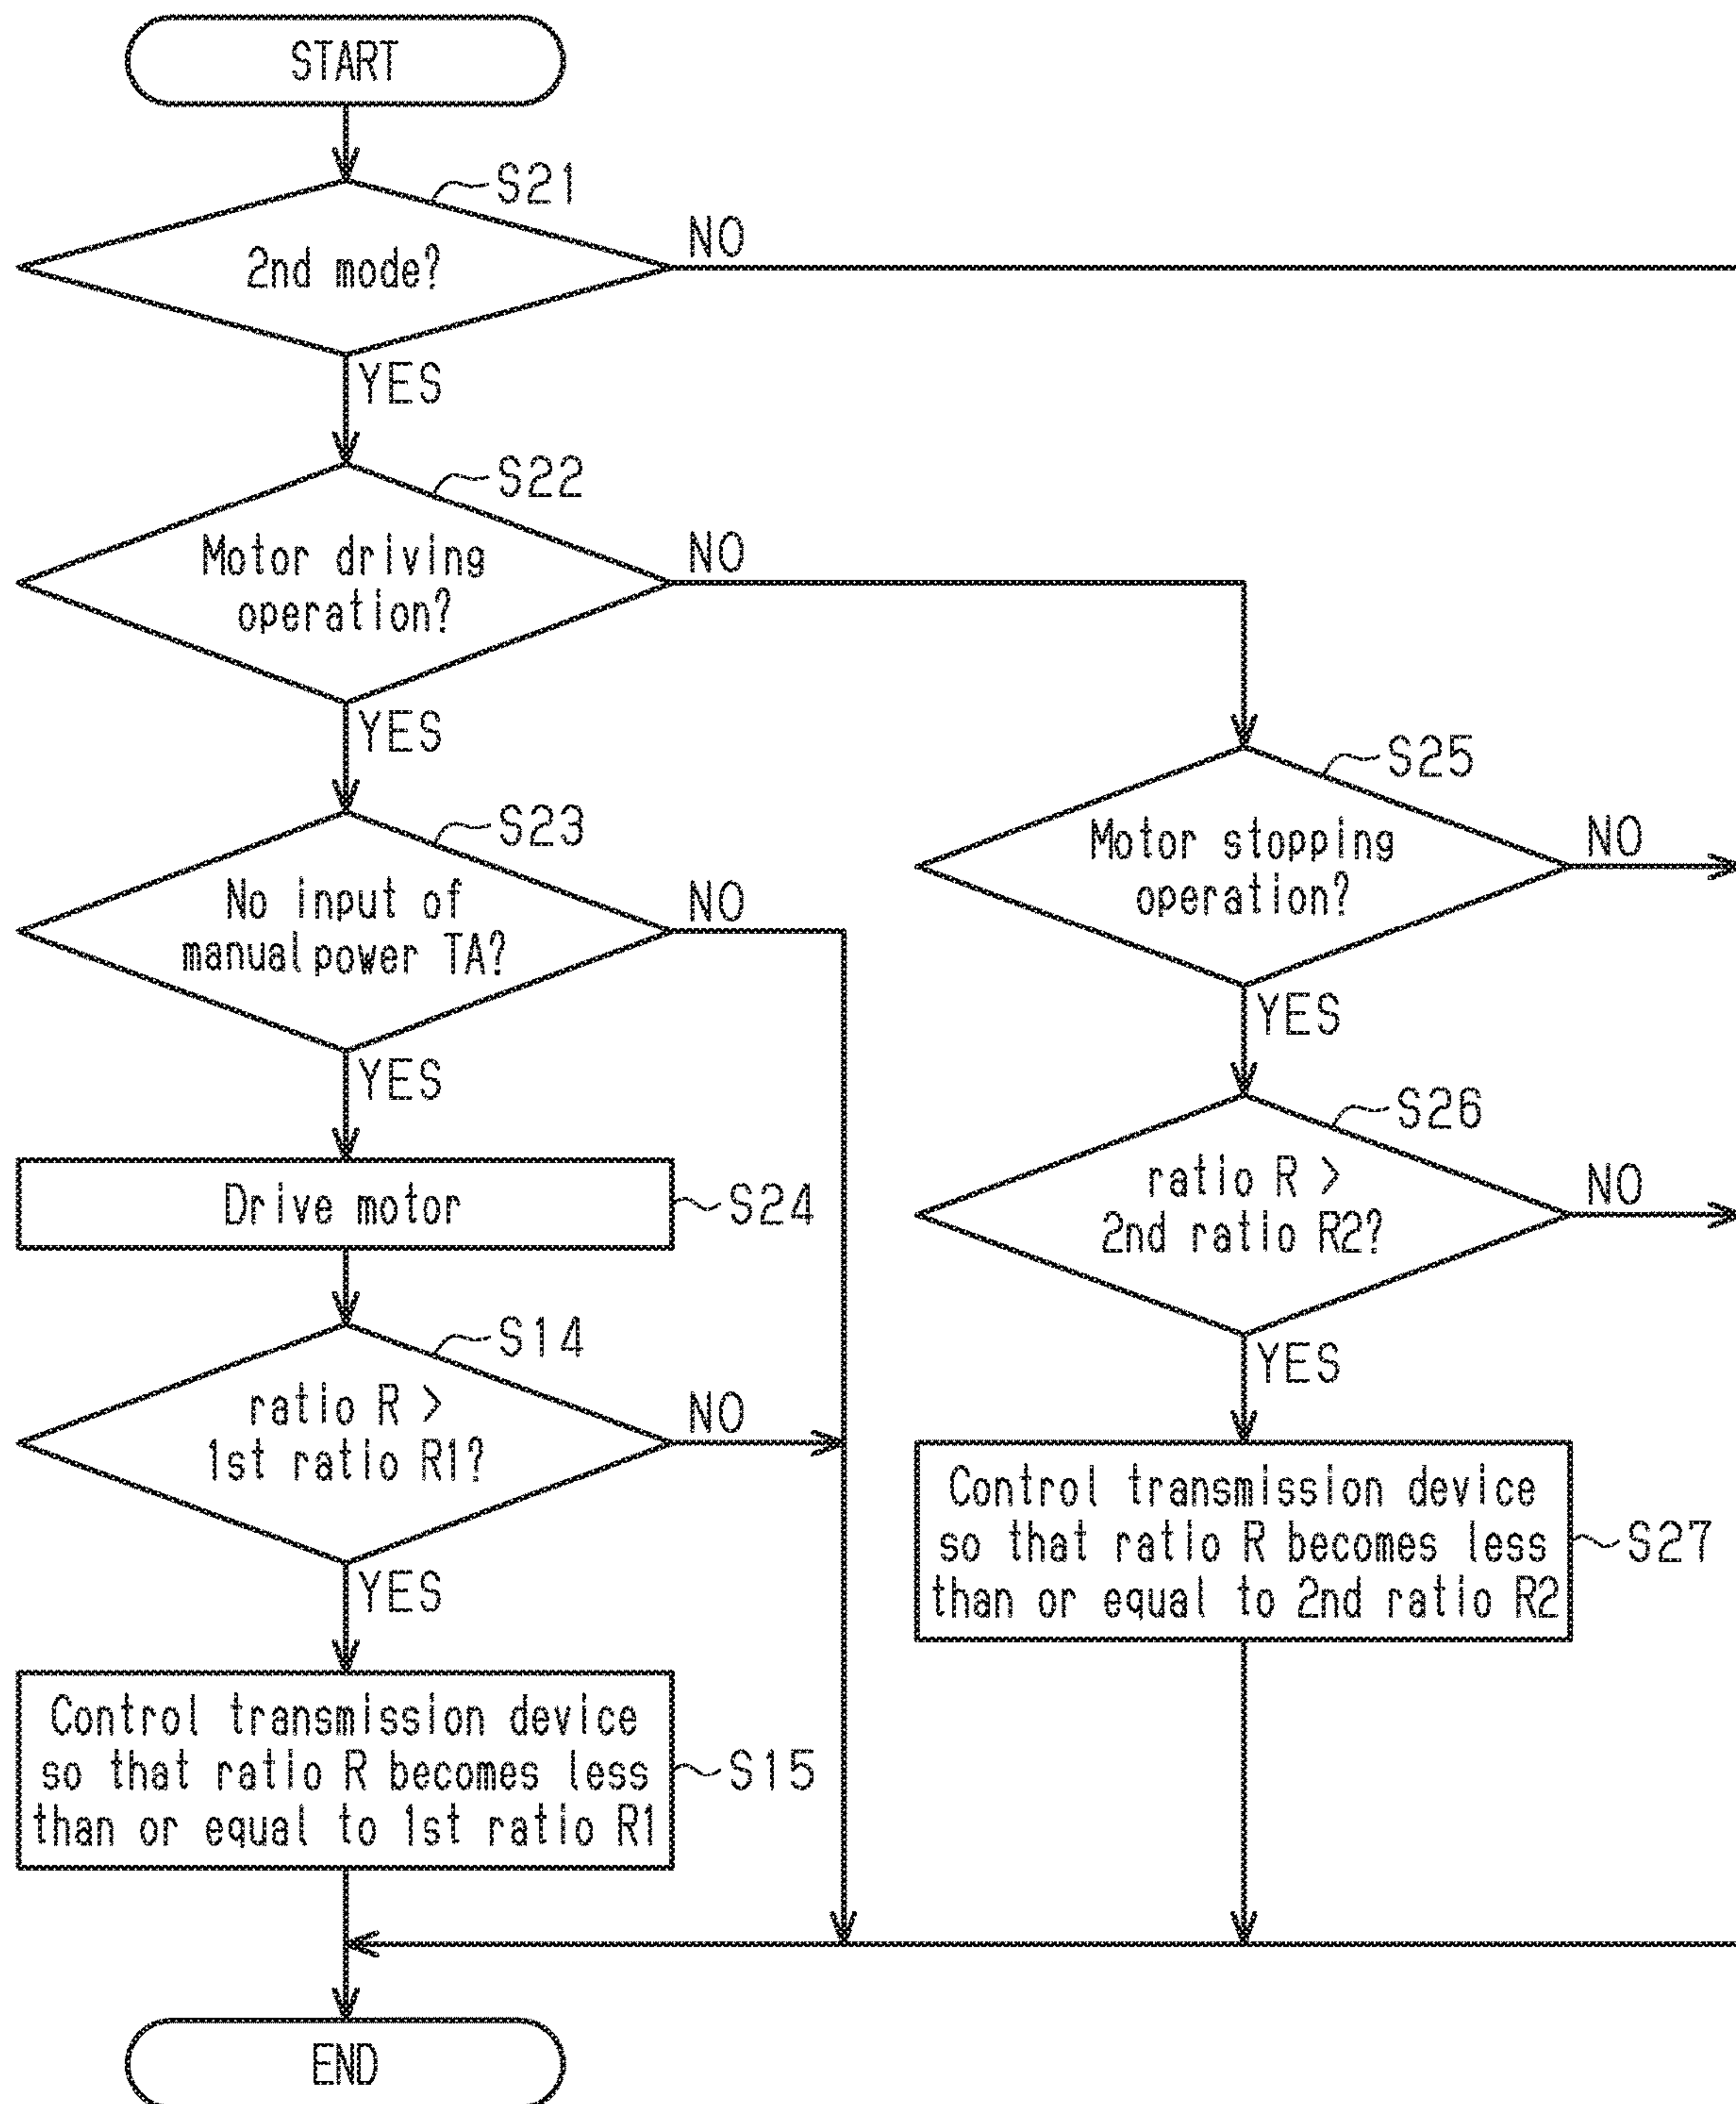 START
S21
2nd mode?
NO
YES
S22
Motor driving
operation?
NO
YES
S23
No input of
manual power TA?
NO
YES
Drive motor
S24
S14
ratio R >
1st ratio R1?
NO
YES
Control transmission device
so that ratio R becomes less
than or equal to 1st ratio R1
S15
S25
Motor stopping
operation?
NO
YES
S26
ratio R >
2nd ratio R2?
NO
YES
Control transmission device
so that ratio R becomes less
than or equal to 2nd ratio R2
S27
END